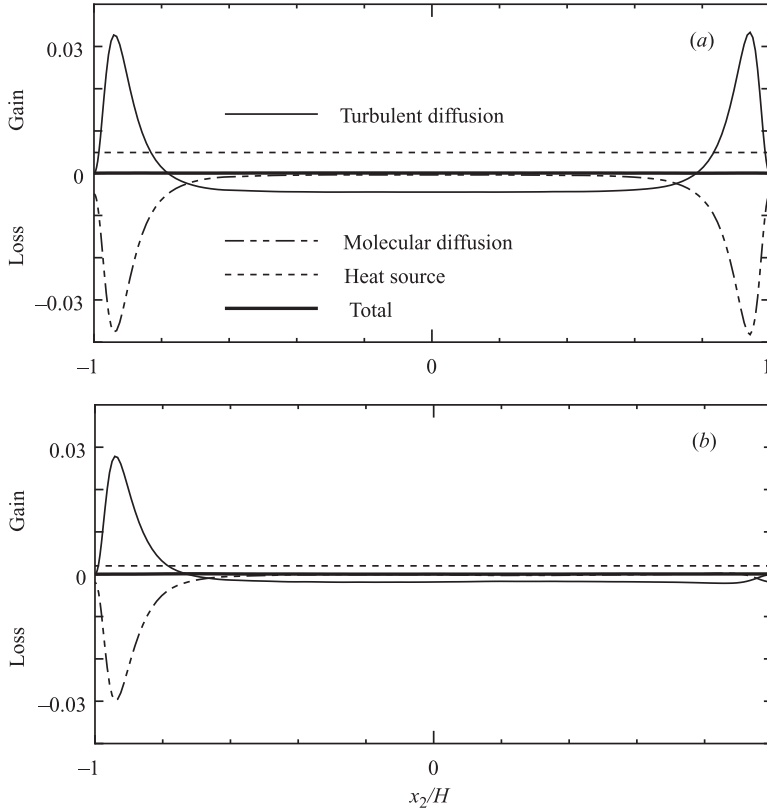 (a)
0.03
Gain
Turbulent diffusion
0
Loss
Molecular diffusion
Heat source
–0.03
Total
–1
0
1
(b)
0.03
Gain
0
Loss
–0.03
–1
0
x2/H